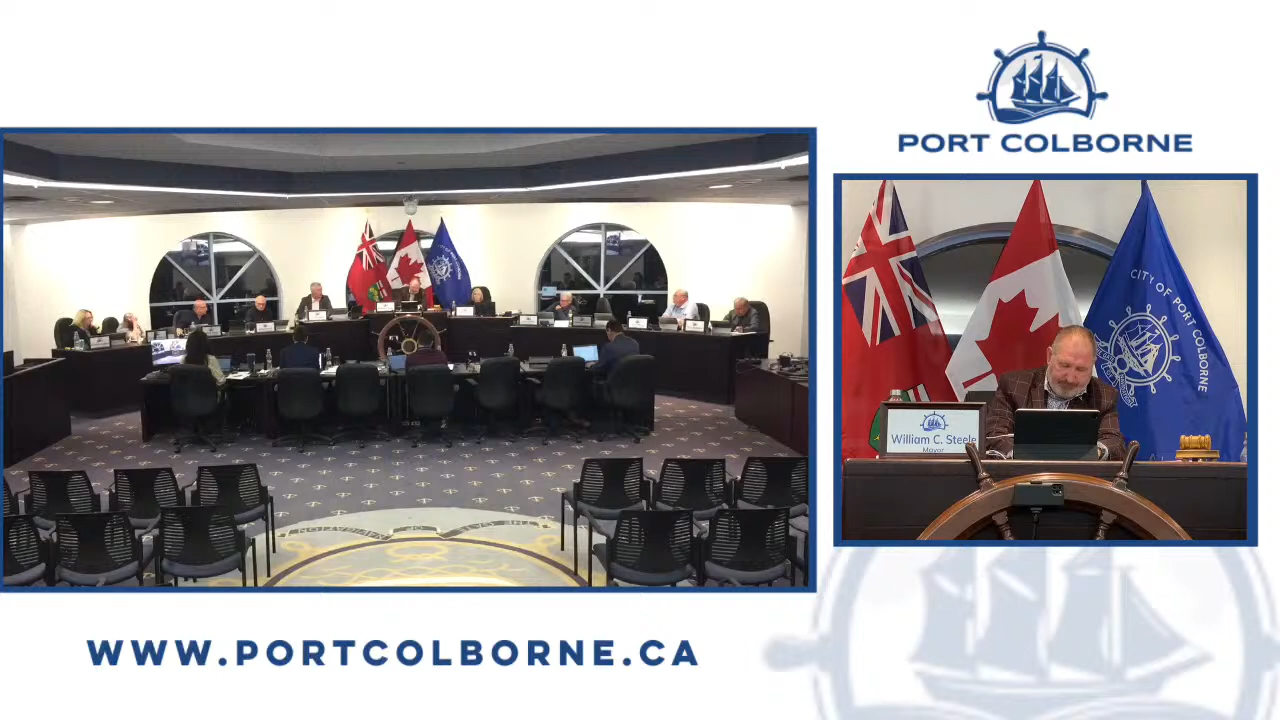 PORT COLBORNE
CITY OF PORT COLBORNE
William C. Steele
Mayor
WWW.PORTCOLBORNE.CA